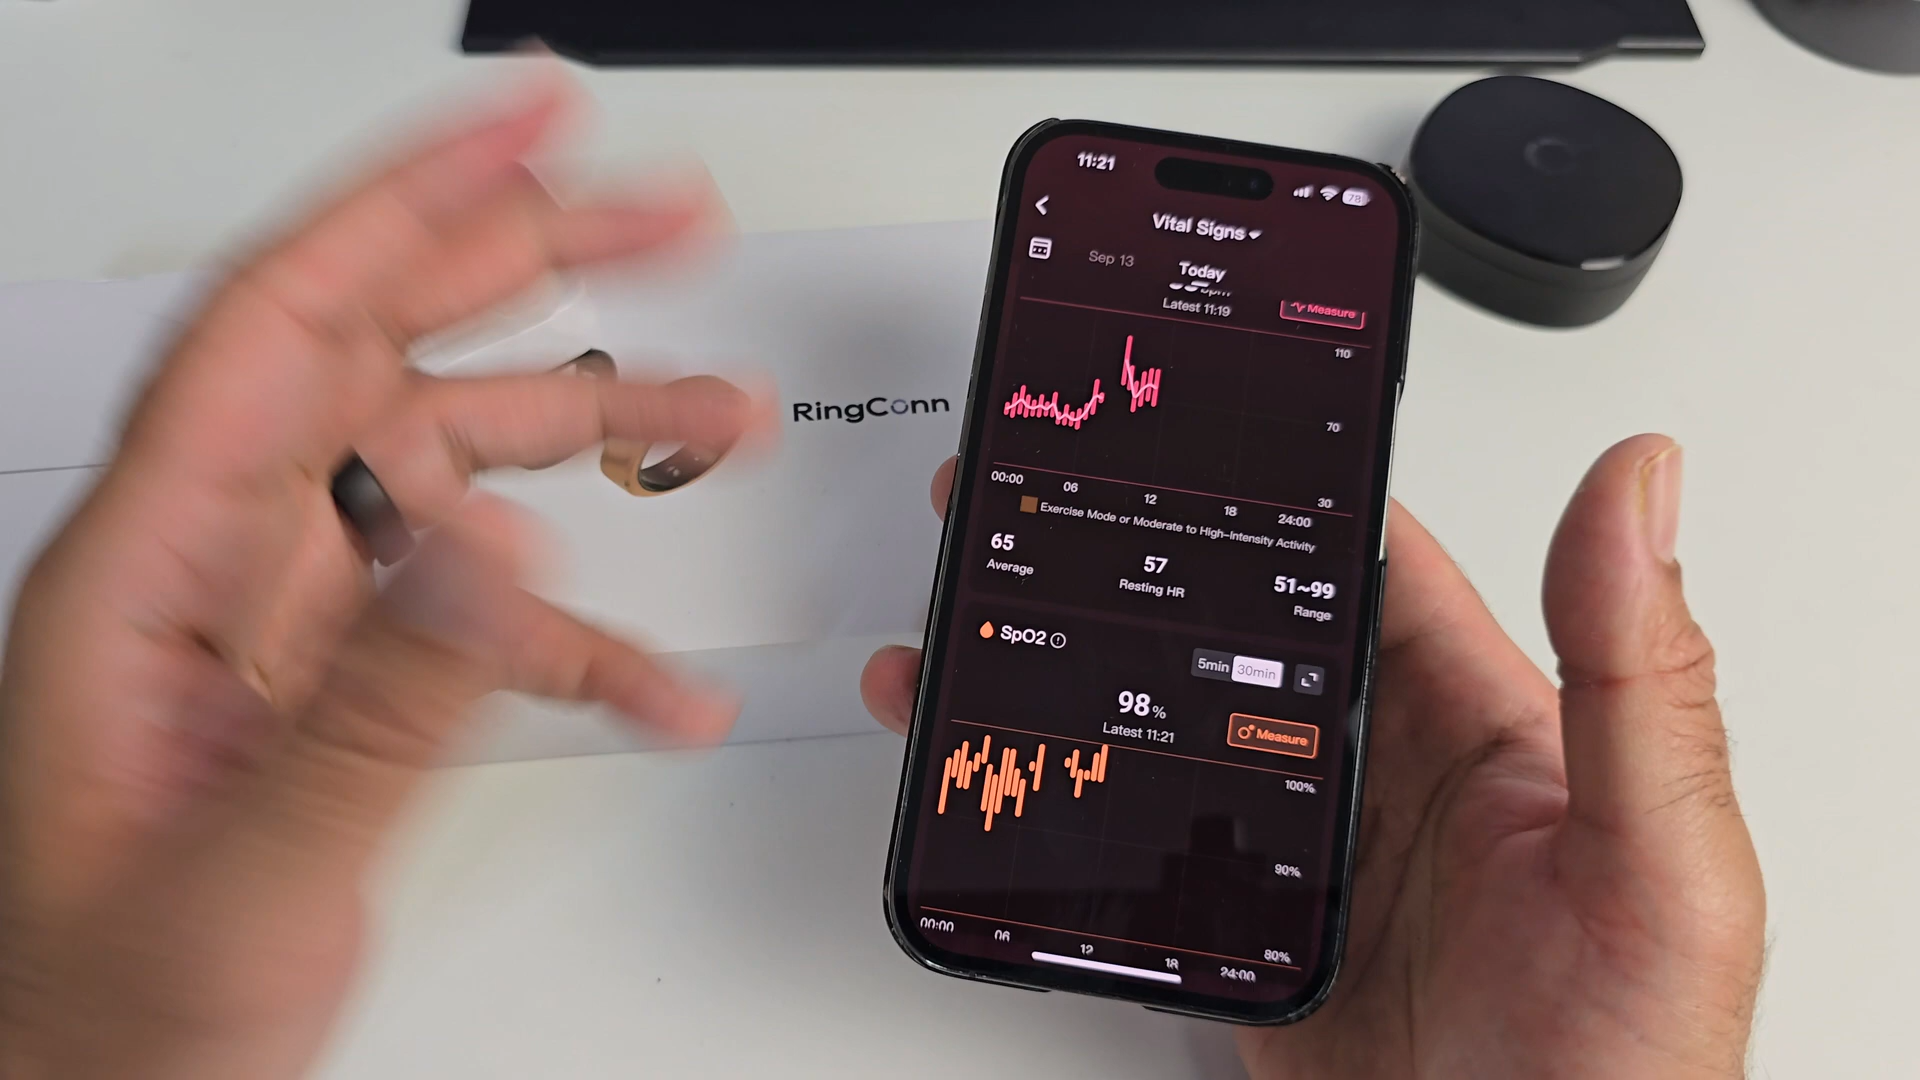 11:21
78
Vital Signs
Sep 13
Today
bpm
Latest 11:19
Measure
110
70
30
00:00
06
12
18
24:00
Exercise Mode or Moderate to High-Intensity Activity
65
Average
57
Resting HR
51~99
Range
SpO2
5min
30min
98%
Latest 11:21
Measure
100%
90%
80%
00:00
06
12
18
24:00
RingConn